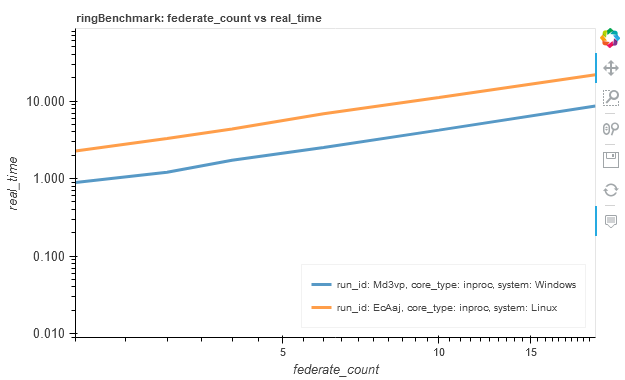 ringBenchmark: federate_count vs real_time
10.000
1.000
0.100
0.010
real_time
run_id: Md3vp, core_type: inproc, system: Windows
run_id: EcAaj, core_type: inproc, system: Linux
5
10
15
federate_count